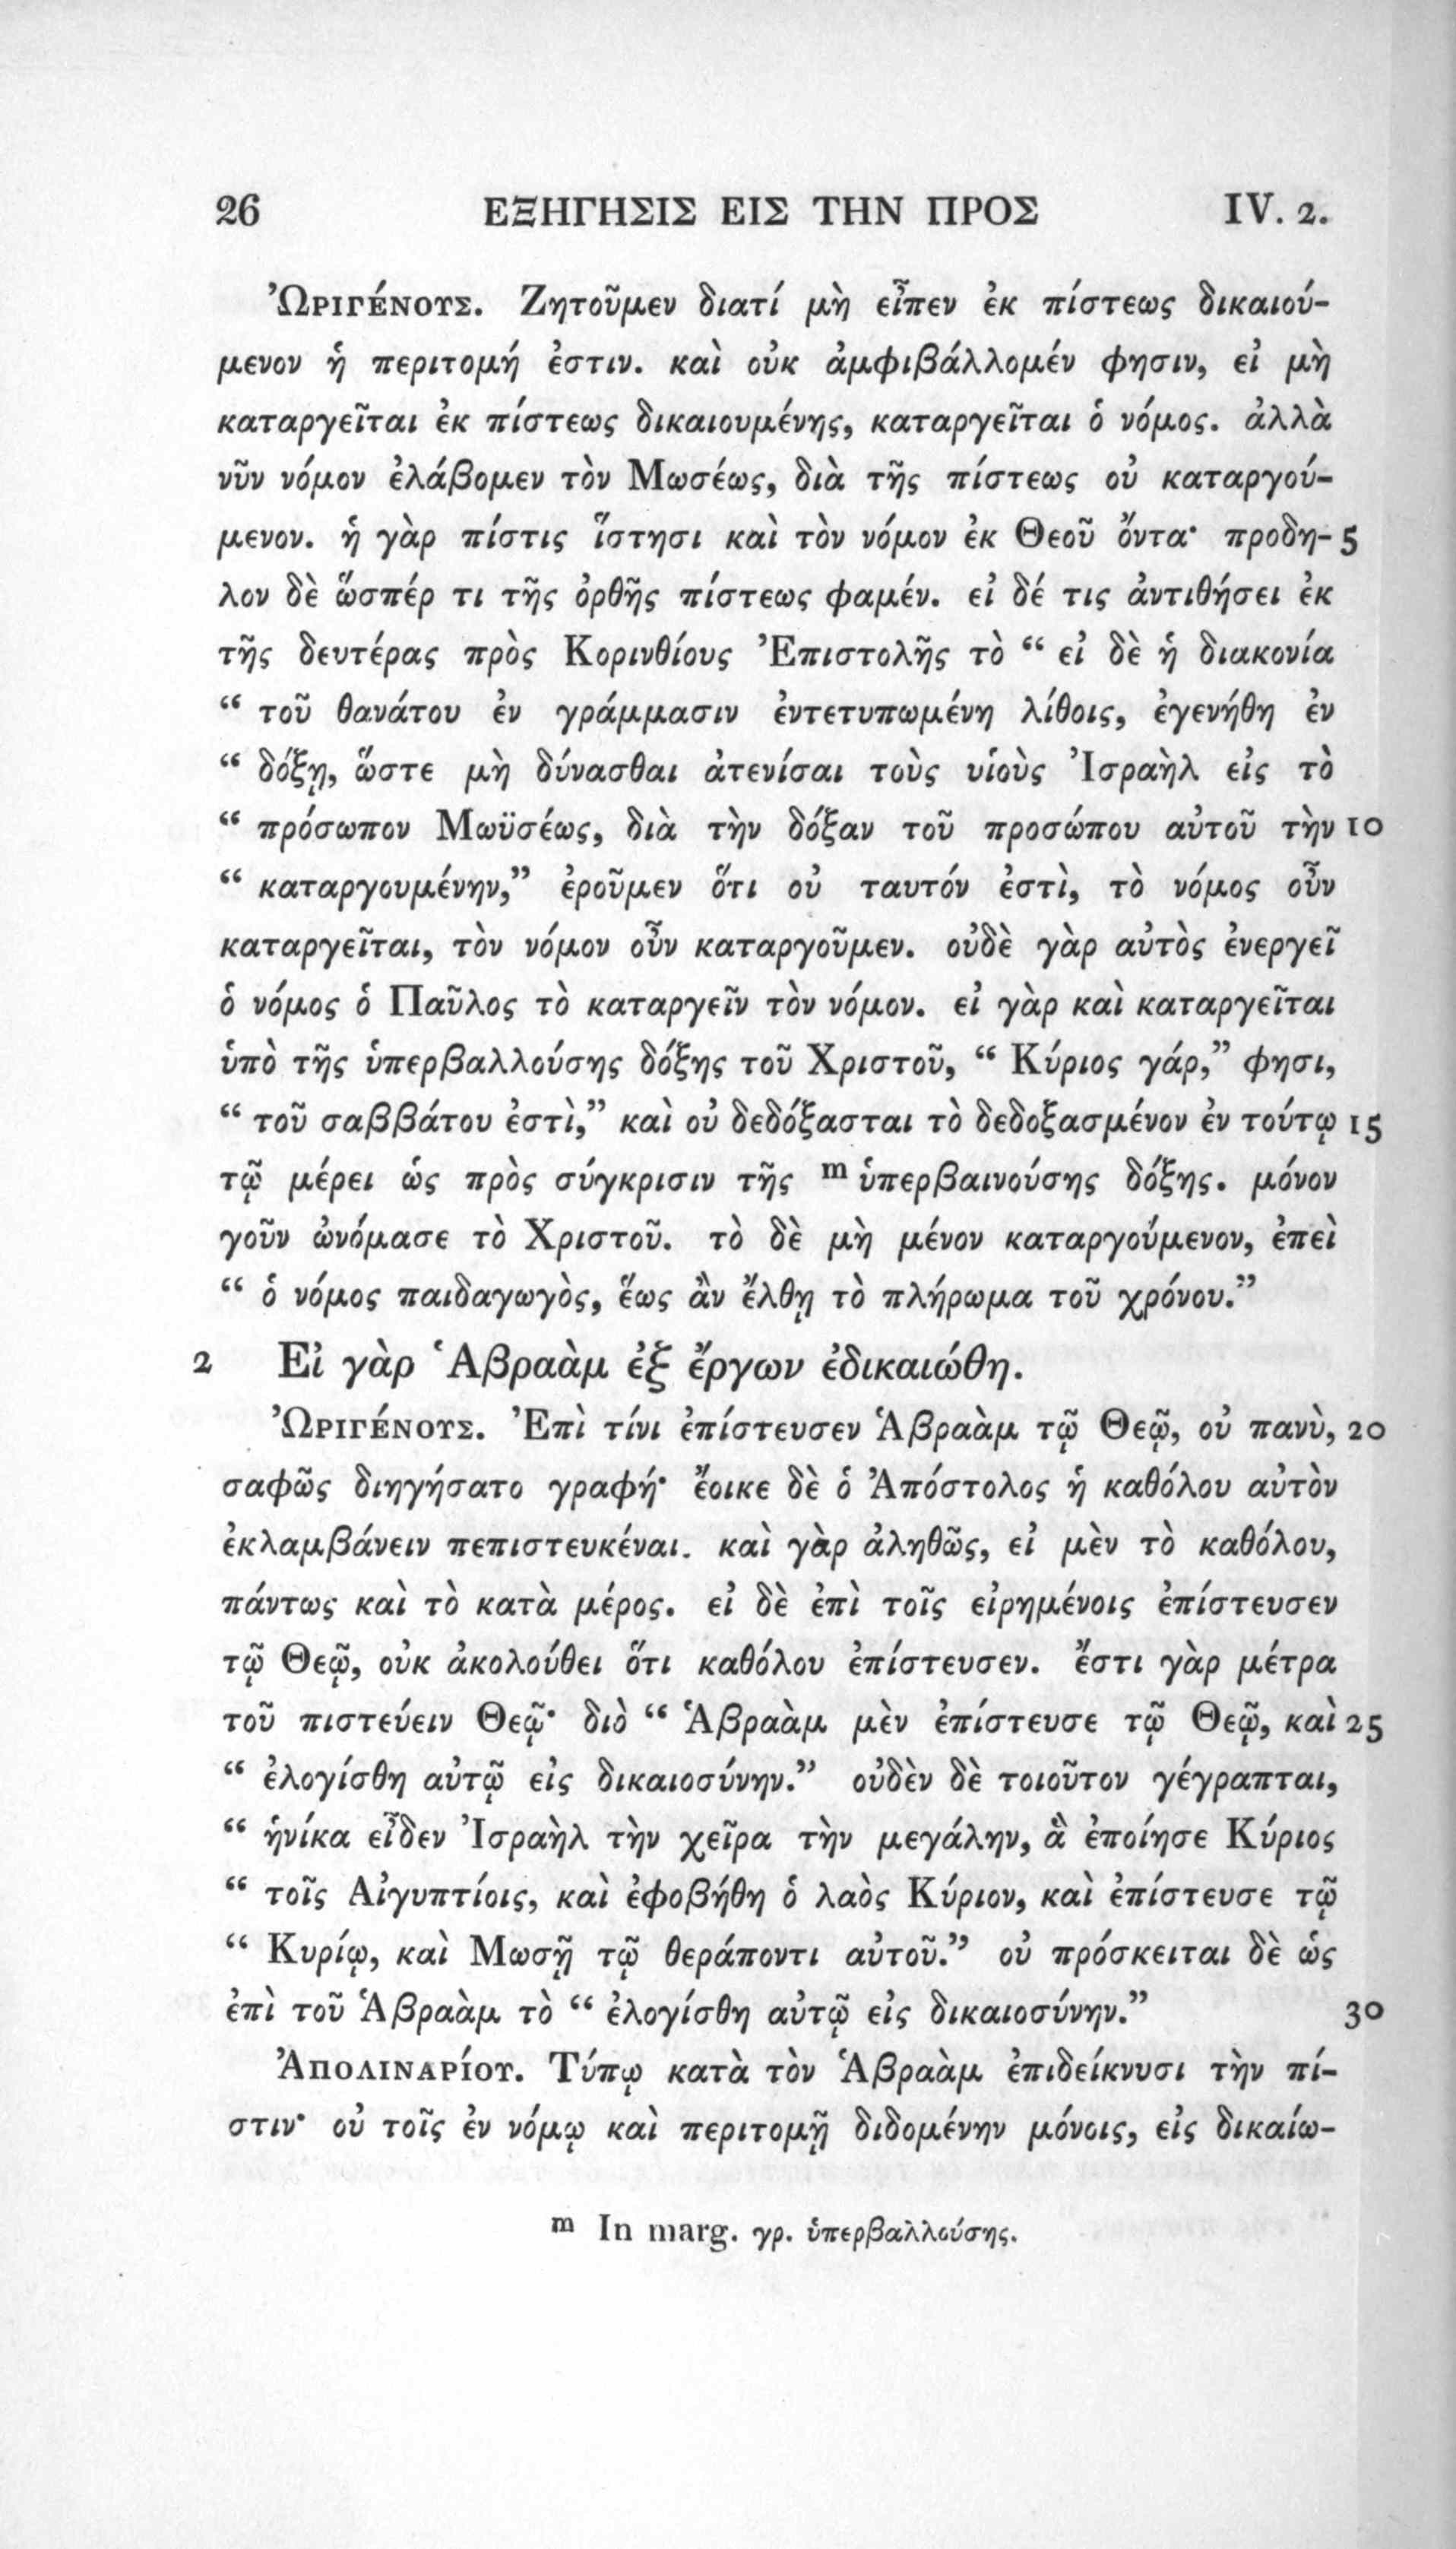 26 ΕΞΗΓΗΣΙΣ ΕΙΣ ΤΗΝ ΠΡΟΣ IV. 2.
ὨΡΙΓΈΝΟΥΣ. Ζητοῦμεν διατί μὴ εἶπεν ἐκ πίστεως δικαιού-
μενον ἡ περιτομή ἐστιν. καὶ οὐκ ἀμφιβάλλομέν φησιν, εἰ μὴ
καταργεῖται ἐκ πίστεως δικαιουμένης, καταργεῖται ὁ νόμος. ἀλλὰ
νῦν νόμον ἐλάβομεν τὸν Μωσέως, διὰ τῆς πίστεως οὐ καταργού-
μενον. ἡ γὰρ πίστις ἵστησι καὶ τὸν νόμον ἐκ Θεοῦ ὄντα· προδη- 5
λον δὲ ὥσπέρ τι τῆς ὀρθῆς πίστεως φαμέν. εἰ δέ τις ἀντιθήσει ἐκ
τῆς δευτέρας πρὸς Κορινθίους Ἐπιστολῆς τὸ “ εἰ δὲ ἡ διακονία
“ τοῦ θανάτου ἐν γράμμασιν ἐντετυπωμένη λίθοις, ἐγενήθη ἐν
“ δόξῃ, ὥστε μὴ δύνασθαι ἀτενίσαι τοὺς υἱοὺς Ἰσραὴλ εἰς τὸ
“ πρόσωπον Μωϋσέως, διὰ τὴν δόξαν τοῦ προσώπου αὐτοῦ τὴν 10
“ καταργουμένην,” ἐροῦμεν ὅτι οὐ ταυτόν ἐστὶ, τὸ νόμος οὖν
καταργεῖται, τὸν νόμον οὖν καταργοῦμεν. οὐδὲ γὰρ αὐτὸς ἐνεργεῖ
ὁ νόμος ὁ Παῦλος τὸ καταργεῖν τὸν νόμον. εἰ γὰρ καὶ καταργεῖται
ὑπὸ τῆς ὑπερβαλλούσης δόξης τοῦ Χριστοῦ, “ Κύριος γάρ,” φησι,
“ τοῦ σαββάτου ἐστὶ,” καὶ οὐ δεδόξασται τὸ δεδοξασμένον ἐν τούτῳ 15
τῷ μέρει ὡς πρὸς σύγκρισιν τῆς ᵐ ὑπερβαινούσης δόξης. μόνον
γοῦν ὠνόμασε τὸ Χριστοῦ. τὸ δὲ μὴ μένον καταργούμενον, ἐπεὶ
“ ὁ νόμος παιδαγωγὸς, ἕως ἂν ἔλθῃ τὸ πλήρωμα τοῦ χρόνου.”
2 Εἰ γὰρ Ἁβραὰμ ἐξ ἔργων ἐδικαιώθη.
ὨΡΙΓΈΝΟΥΣ. Ἐπὶ τίνι ἐπίστευσεν Ἁβραὰμ τῷ Θεῷ, οὐ πανὺ, 20
σαφῶς διηγήσατο γραφή· ἔοικε δὲ ὁ Ἀπόστολος ἡ καθόλου αὐτὸν
ἐκλαμβάνειν πεπιστευκέναι. καὶ γὰρ ἀληθῶς, εἰ μὲν τὸ καθόλου,
πάντως καὶ τὸ κατὰ μέρος. εἰ δὲ ἐπὶ τοῖς εἰρημένοις ἐπίστευσεν
τῷ Θεῷ, οὐκ ἀκολούθει ὅτι καθόλου ἐπίστευσεν. ἔστι γὰρ μέτρα
τοῦ πιστεύειν Θεῷ· διὸ “ Ἁβραὰμ μὲν ἐπίστευσε τῷ Θεῷ, καὶ 25
“ ἐλογίσθη αὐτῷ εἰς δικαιοσύνην.” οὐδὲν δὲ τοιοῦτον γέγραπται,
“ ἡνίκα εἶδεν Ἰσραὴλ τὴν χεῖρα τὴν μεγάλην, ἃ ἐποίησε Κύριος
“ τοῖς Αἰγυπτίοις, καὶ ἐφοβήθη ὁ λαὸς Κύριον, καὶ ἐπίστευσε τῷ
“ Κυρίῳ, καὶ Μωσῇ τῷ θεράποντι αὐτοῦ.” οὐ πρόσκειται δὲ ὡς
ἐπὶ τοῦ Ἁβραὰμ τὸ “ ἐλογίσθη αὐτῷ εἰς δικαιοσύνην.” 30
ἈΠΟΛΙΝΑΡΊΟΥ. Τύπῳ κατὰ τὸν Ἁβραὰμ ἐπιδείκνυσι τὴν πί-
στιν· οὐ τοῖς ἐν νόμῳ καὶ περιτομῇ διδομένην μόνοις, εἰς δικαίω-
ᵐ In marg. γρ. ὑπερβαλλούσης.